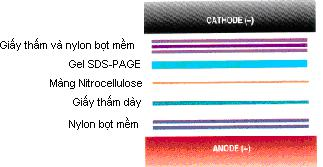 CATHODE (-)
Giấy thấm và nylon bọt mềm
Gel SDS-PAGE
Màng Nitrocellulose
Giấy thấm dày
Nylon bọt mềm
ANODE (-)